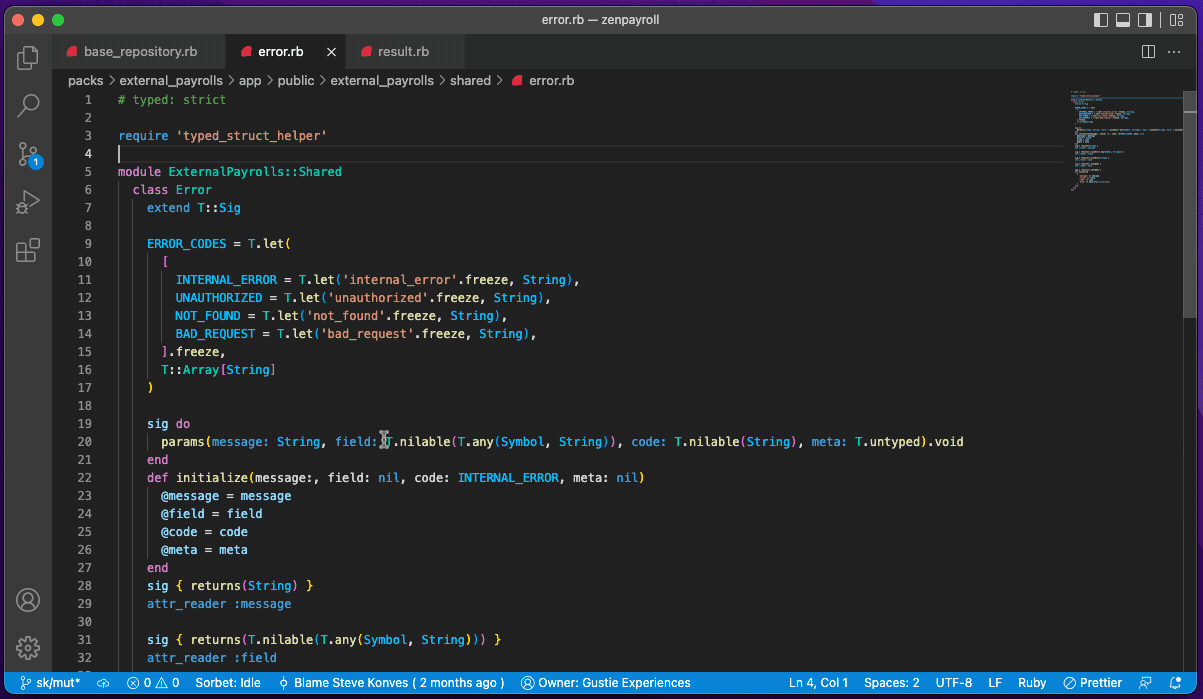 error.rb — zenpayroll
base_repository.rb error.rb result.rb
packs > external_payrolls > app > public > external_payrolls > shared > error.rb
1 # typed: strict
2
3 require 'typed_struct_helper'
4
5 module ExternalPayrolls::Shared
6 class Error
7 extend T::Sig
8
9 ERROR_CODES = T.let(
10 [
11 INTERNAL_ERROR = T.let('internal_error'.freeze, String),
12 UNAUTHORIZED = T.let('unauthorized'.freeze, String),
13 NOT_FOUND = T.let('not_found'.freeze, String),
14 BAD_REQUEST = T.let('bad_request'.freeze, String),
15 ].freeze,
16 T::Array[String]
17 )
18
19 sig do
20 params(message: String, field: T.nilable(T.any(Symbol, String)), code: T.nilable(String), meta: T.untyped).void
21 end
22 def initialize(message:, field: nil, code: INTERNAL_ERROR, meta: nil)
23 @message = message
24 @field = field
25 @code = code
26 @meta = meta
27 end
28 sig { returns(String) }
29 attr_reader :message
30
31 sig { returns(T.nilable(T.any(Symbol, String))) }
32 attr_reader :field
1
sk/mut* 0 0 Sorbet: Idle Blame Steve Konves ( 2 months ago ) Owner: Gustie Experiences Ln 4, Col 1 Spaces: 2 UTF-8 LF Ruby Prettier